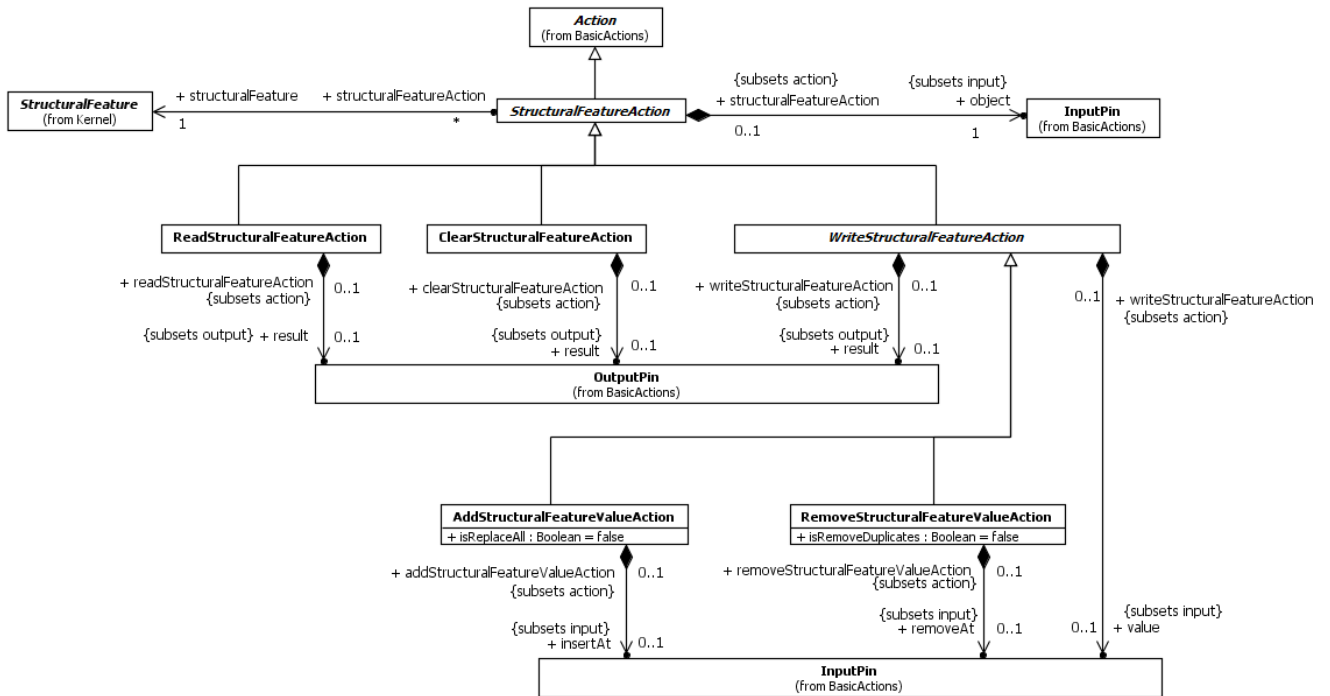 Action
(from BasicActions)
StructuralFeature
(from Kernel)
+ structuralFeature
1
+ structuralFeatureAction
*
StructuralFeatureAction
{subsets action}
+ structuralFeatureAction
0..1
{subsets input}
+ object
1
InputPin
(from BasicActions)
ReadStructuralFeatureAction
ClearStructuralFeatureAction
WriteStructuralFeatureAction
+ readStructuralFeatureAction
{subsets action}
0..1
{subsets output} + result
0..1
+ clearStructuralFeatureAction
{subsets action}
0..1
{subsets output}
+ result
0..1
+ writeStructuralFeatureAction
{subsets action}
0..1
{subsets output}
+ result
0..1
0..1
+ writeStructuralFeatureAction
{subsets action}
OutputPin
(from BasicActions)
AddStructuralFeatureValueAction
+ isReplaceAll : Boolean = false
RemoveStructuralFeatureValueAction
+ isRemoveDuplicates : Boolean = false
+ addStructuralFeatureValueAction
{subsets action}
0..1
{subsets input}
+ insertAt
0..1
+ removeStructuralFeatureValueAction
{subsets action}
0..1
{subsets input}
+ removeAt
0..1
{subsets input}
0..1
+ value
InputPin
(from BasicActions)